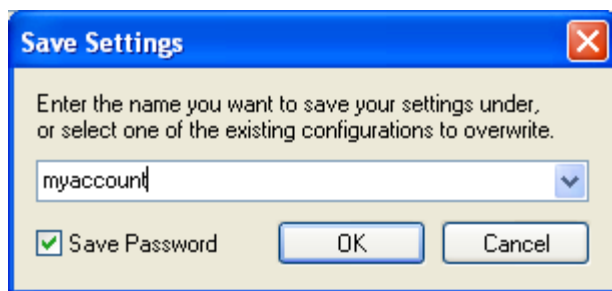 Save Settings
Enter the name you want to save your settings under,
or select one of the existing configurations to overwrite.
myaccount
Save Password
OK
Cancel